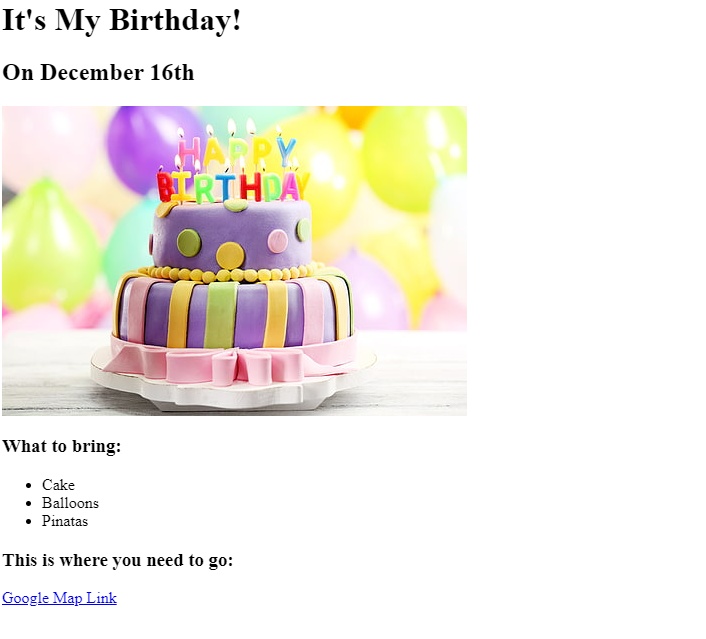 It's My Birthday!
On December 16th
HAPPY
BIRTHDAY
What to bring:
Cake
Balloons
Pinatas
This is where you need to go:
Google Map Link